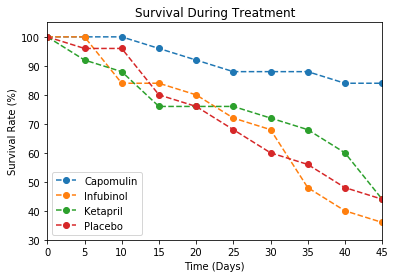 Survival During Treatment
100
90
80
70
60
50
40
30
Survival Rate (%)
Capomulin
Infubinol
Ketapril
Placebo
0 5 10 15 20 25 30 35 40 45
Time (Days)